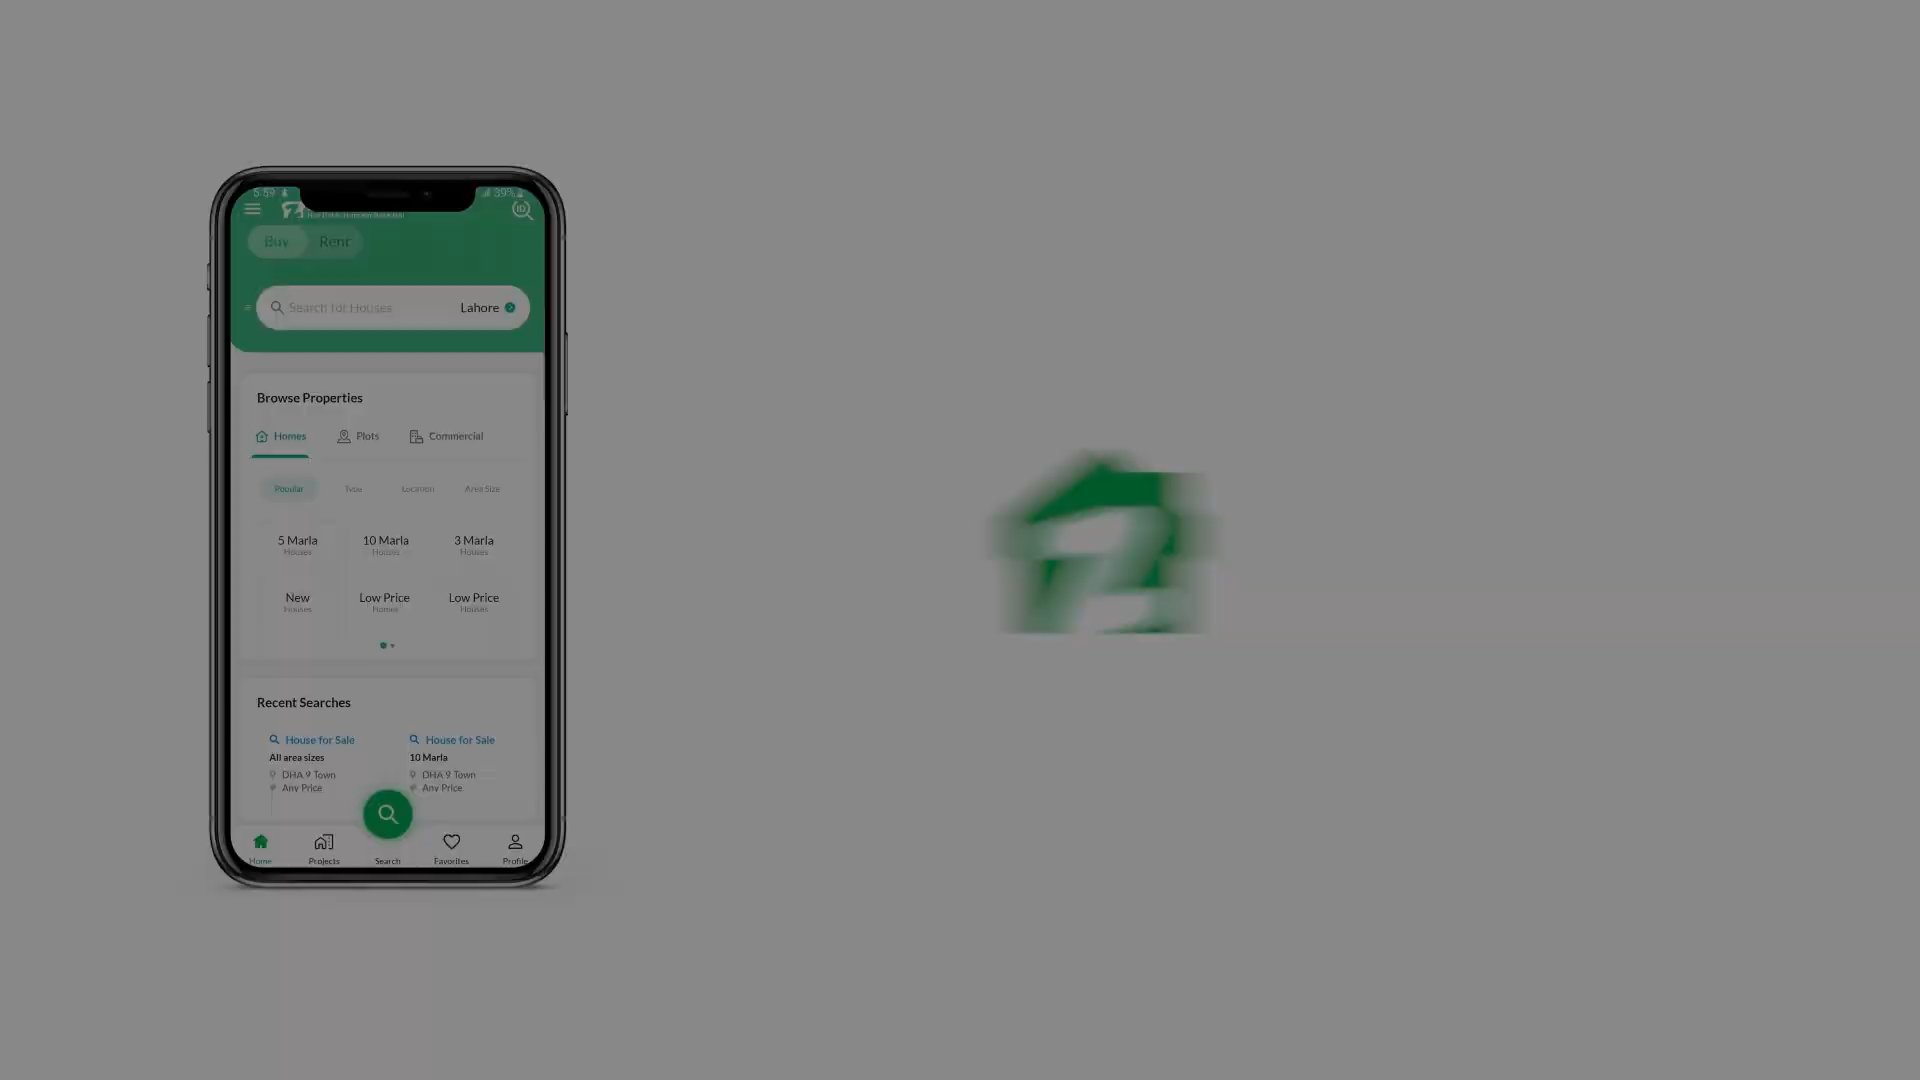 5:59 39%
Buy Rent
Search for Houses Lahore
Browse Properties
Homes Plots Commercial
Popular Type Location Area Size
5 Marla 10 Marla 3 Marla
Houses Houses Houses
New Low Price Low Price
Houses Homes Houses
Recent Searches
House for Sale House for Sale
All area sizes 10 Marla
DHA 9 Town DHA 9 Town
Any Price Any Price
Home Projects Search Favorites Profile